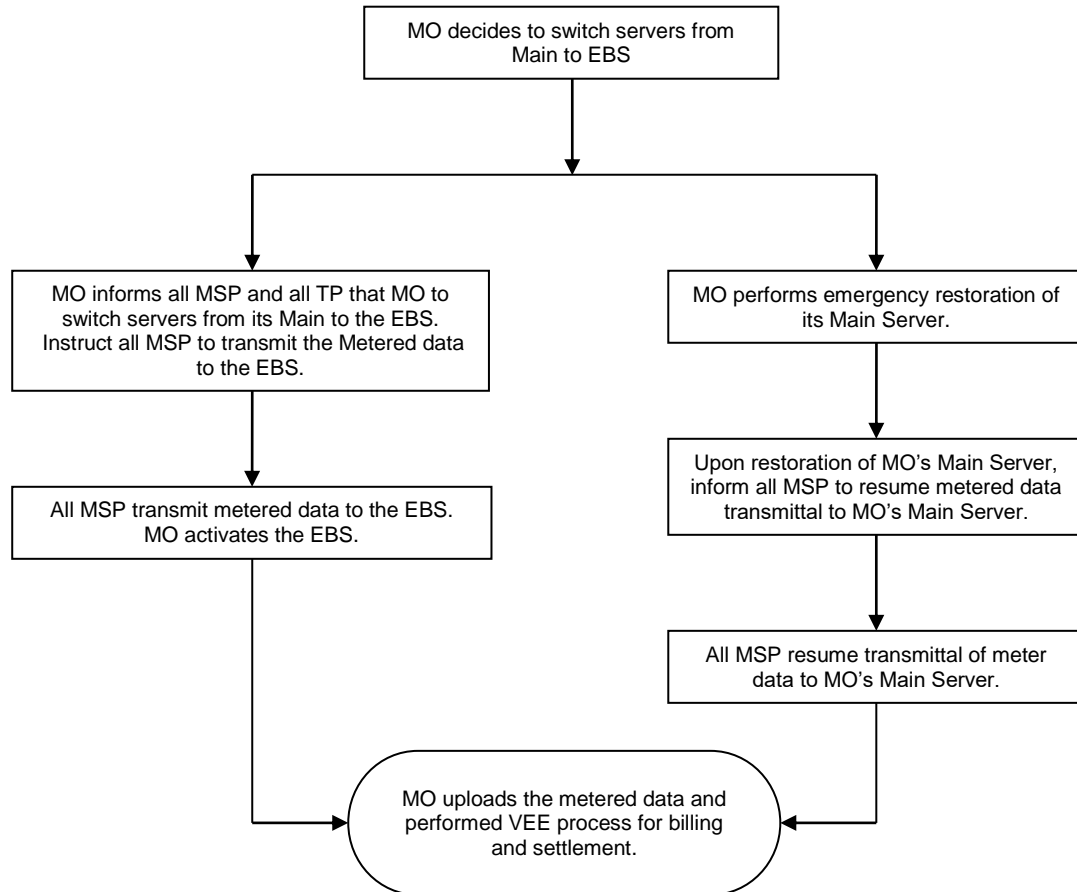 MO decides to switch servers from
Main to EBS
MO informs all MSP and all TP that MO to
switch servers from its Main to the EBS.
Instruct all MSP to transmit the Metered data
to the EBS.
All MSP transmit metered data to the EBS.
MO activates the EBS.
MO performs emergency restoration of
its Main Server.
Upon restoration of MO’s Main Server,
inform all MSP to resume metered data
transmittal to MO’s Main Server.
All MSP resume transmittal of meter
data to MO’s Main Server.
MO uploads the metered data and
performed VEE process for billing
and settlement.